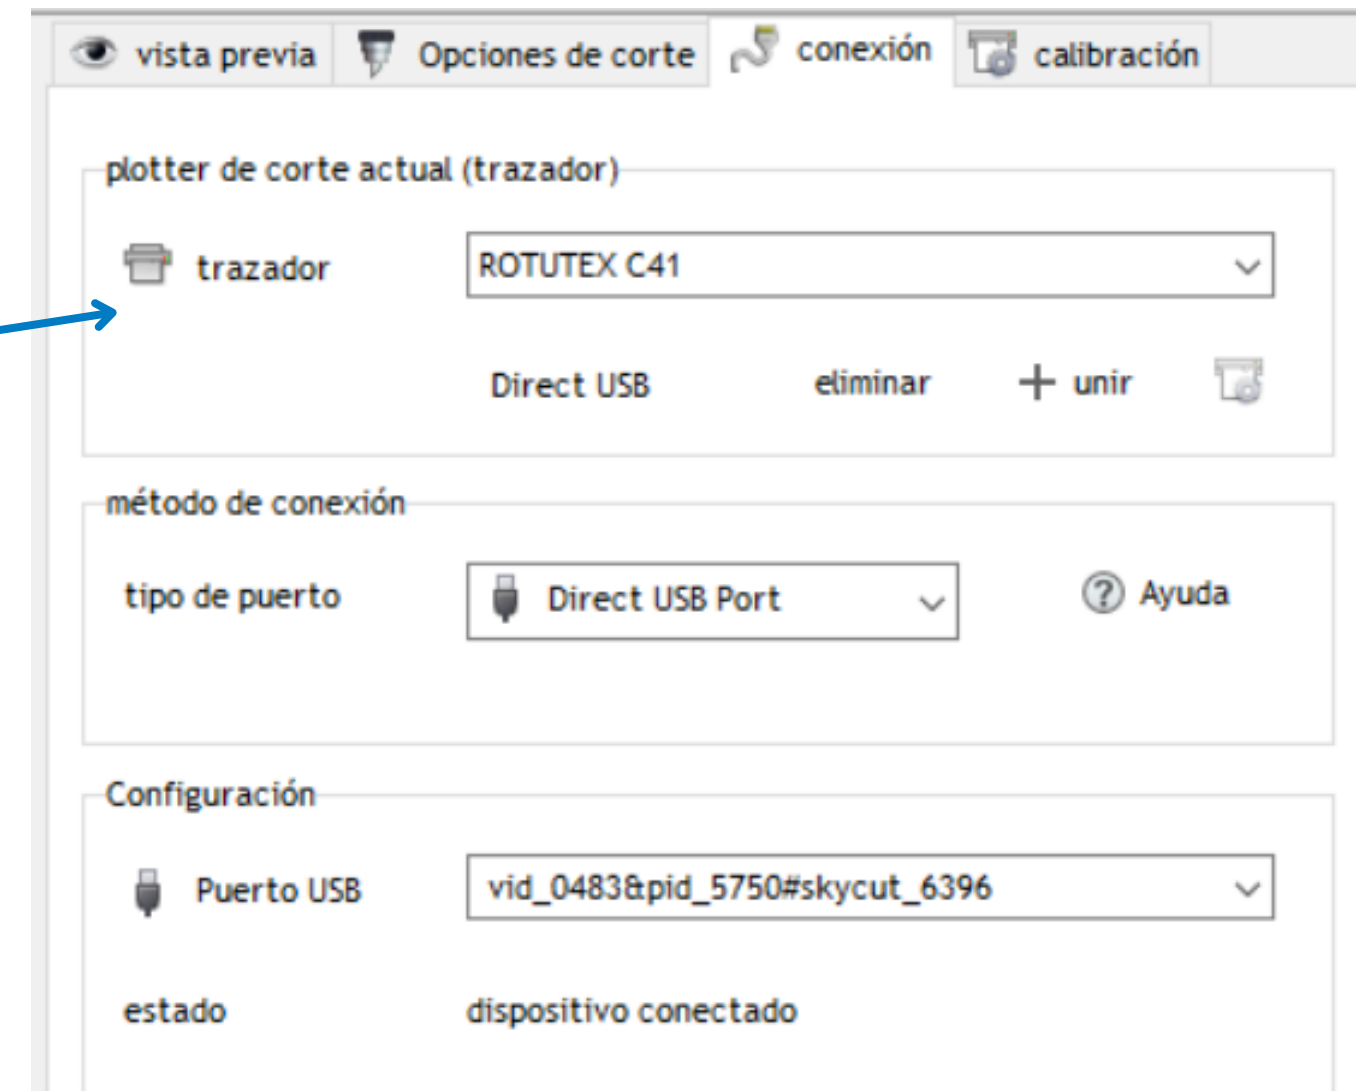 vista previa Opciones de corte conexión calibración
plotter de corte actual (trazador)
trazador ROTUTEX C41
Direct USB eliminar + unir
método de conexión
tipo de puerto Direct USB Port ? Ayuda
Configuración
Puerto USB vid_0483&pid_5750#skycut_6396
estado dispositivo conectado